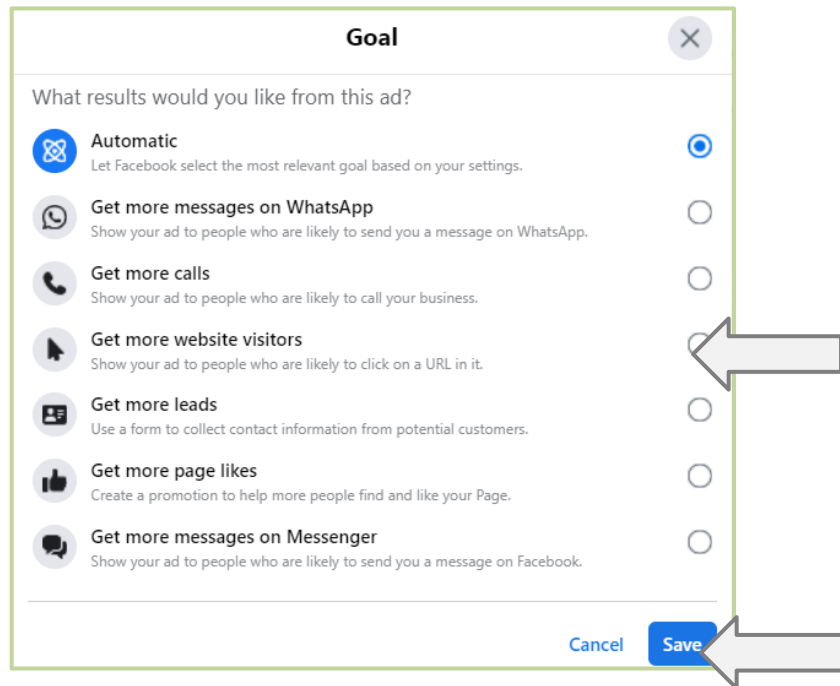 Goal
What results would you like from this ad?
Automatic
Let Facebook select the most relevant goal based on your settings.
Get more messages on WhatsApp
Show your ad to people who are likely to send you a message on WhatsApp.
Get more calls
Show your ad to people who are likely to call your business.
Get more website visitors
Show your ad to people who are likely to click on a URL in it.
Get more leads
Use a form to collect contact information from potential customers.
Get more page likes
Create a promotion to help more people find and like your Page.
Get more messages on Messenger
Show your ad to people who are likely to send you a message on Facebook.
Cancel Save